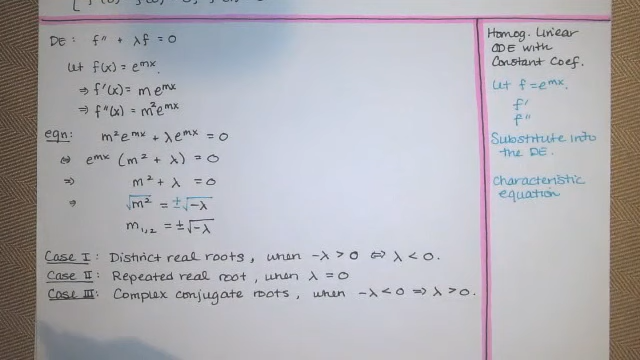 DE: f'' + λf = 0
Let f(x) = e^mx.
⇒ f'(x) = m e^mx
⇒ f''(x) = m²e^mx
eqn: m²e^mx + λe^mx = 0
⇔ e^mx (m² + λ) = 0
⇒ m² + λ = 0
⇒ √m² = ±√-λ
m₁,₂ = ±√-λ
Case I: Distinct real roots, when -λ > 0 ⇔ λ < 0.
Case II: Repeated real root, when λ = 0
Case III: Complex conjugate roots, when -λ < 0 ⇒ λ > 0.
Homog. Linear
ODE with
Constant Coef.
Let f = e^mx.
f'
f''
Substitute into
the DE.
Characteristic
equation